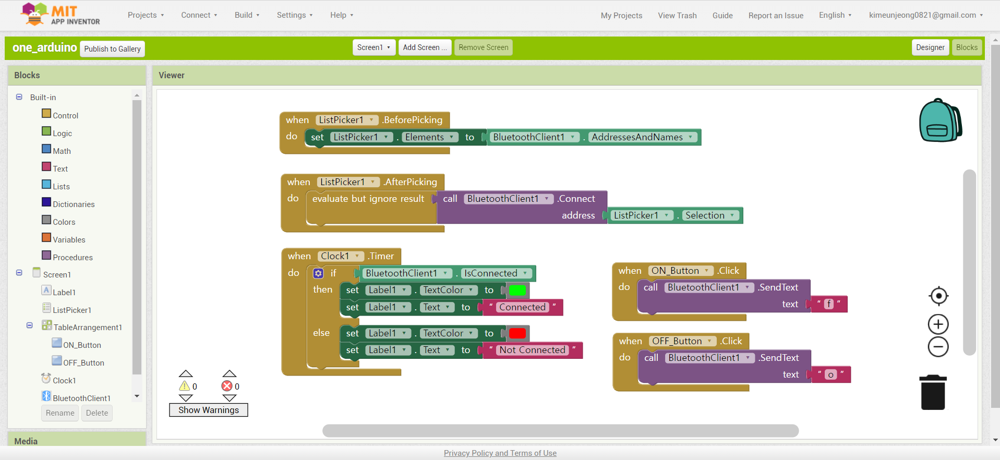 MIT
APP INVENTOR
Projects
Connect
Build
Settings
Help
My Projects
View Trash
Guide
Report an Issue
English
kimeunjeong0821@gmail.com
one_arduino
Publish to Gallery
Screen1
Add Screen ...
Remove Screen
Designer
Blocks
Blocks
Built-in
Control
Logic
Math
Text
Lists
Dictionaries
Colors
Variables
Procedures
Screen1
Label1
ListPicker1
TableArrangement1
ON_Button
OFF_Button
Clock1
BluetoothClient1
Rename
Delete
Media
Viewer
when ListPicker1 .BeforePicking
do set ListPicker1 . Elements to BluetoothClient1 . AddressesAndNames
when ListPicker1 .AfterPicking
do evaluate but ignore result call BluetoothClient1 .Connect
address ListPicker1 . Selection
when Clock1 .Timer
do if BluetoothClient1 . IsConnected
then set Label1 . TextColor to
set Label1 . Text to " Connected "
else set Label1 . TextColor to
set Label1 . Text to " Not Connected "
when ON_Button .Click
do call BluetoothClient1 .SendText
text " f "
when OFF_Button .Click
do call BluetoothClient1 .SendText
text " o "
0
0
Show Warnings
Privacy Policy and Terms of Use